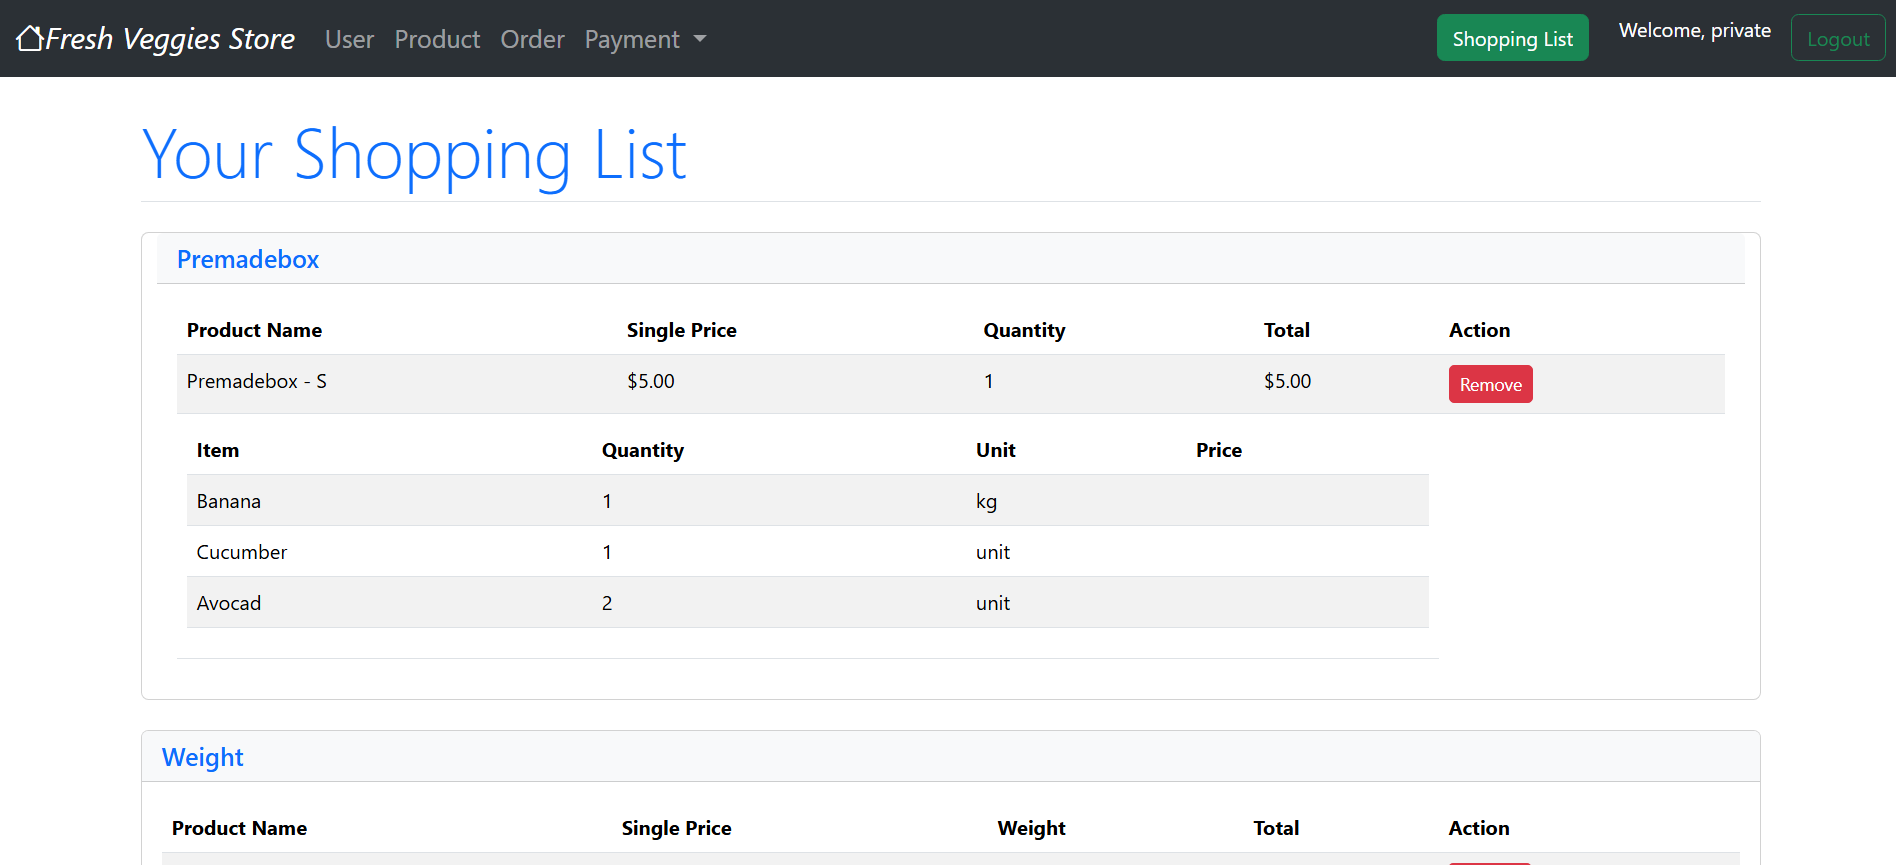 Fresh Veggies Store User Product Order Payment Shopping List Welcome, private Logout
Your Shopping List
Premadebox
Product Name Single Price Quantity Total Action
Premadebox - S $5.00 1 $5.00 Remove
Item Quantity Unit Price
Banana 1 kg
Cucumber 1 unit
Avocad 2 unit
Weight
Product Name Single Price Weight Total Action